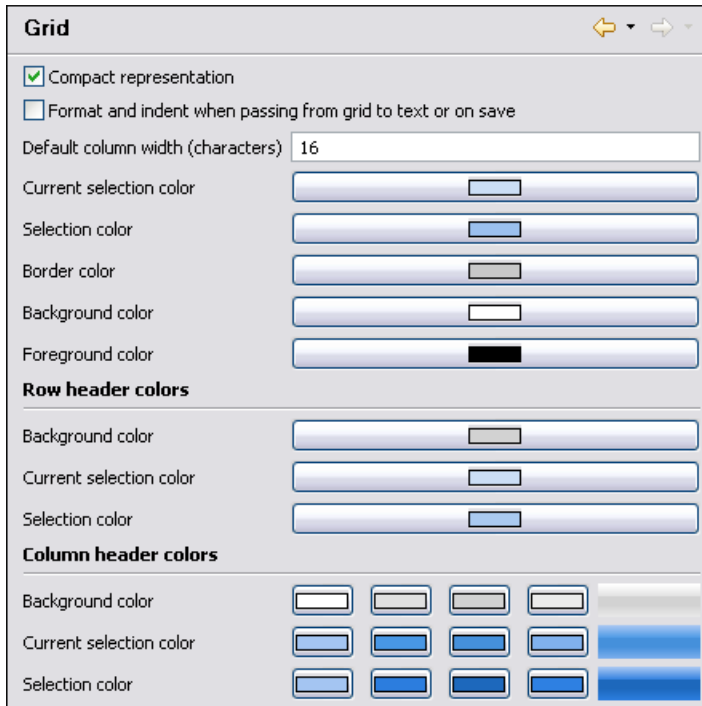 Grid
Compact representation
Format and indent when passing from grid to text or on save
Default column width (characters) 16
Current selection color
Selection color
Border color
Background color
Foreground color
Row header colors
Background color
Current selection color
Selection color
Column header colors
Background color
Current selection color
Selection color